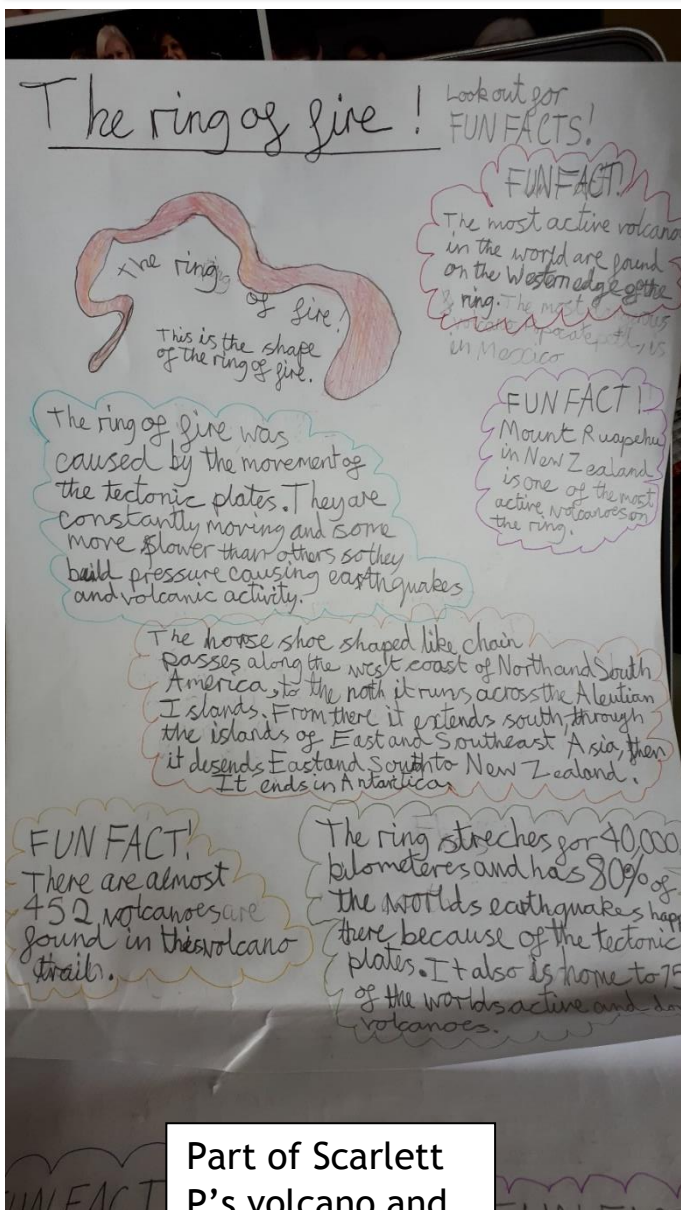 The ring of fire!
Look out for
FUN FACTS!
FUN FACT!
The most active volcano
in the world are found
on the Western edge of the
ring. The most
volcano is
in Mexico
The ring
of fire!
This is the shape
of the ring of fire.
FUN FACT!
Mount Ruapehu
in New Zealand
is one of the most
active volcanoes on
the ring.
The ring of fire was
caused by the movement of
the tectonic plates. They are
constantly moving and some
move slower than others so they
build pressure causing earthquakes
and volcanic activity.
The horse shoe shaped like chain
passes along the west coast of North and South
America, to the noth it runs across the Aleutian
Islands. From there it extends south, through
the islands of East and Southeast Asia, then
it desends East and South to New Zealand.
It ends in Antartica.
FUN FACT!
There are almost
452 volcanoes are
found in this volcano
trail.
The ring streches for 40,000
kilometeres and has 80% of
the worlds earthquakes happ
there because of the tectonic
plates. It also is home to 75
of the worlds active and do
volcanoes.
Part of Scarlett
P's volcano and
FUN FACT
FUN FACT